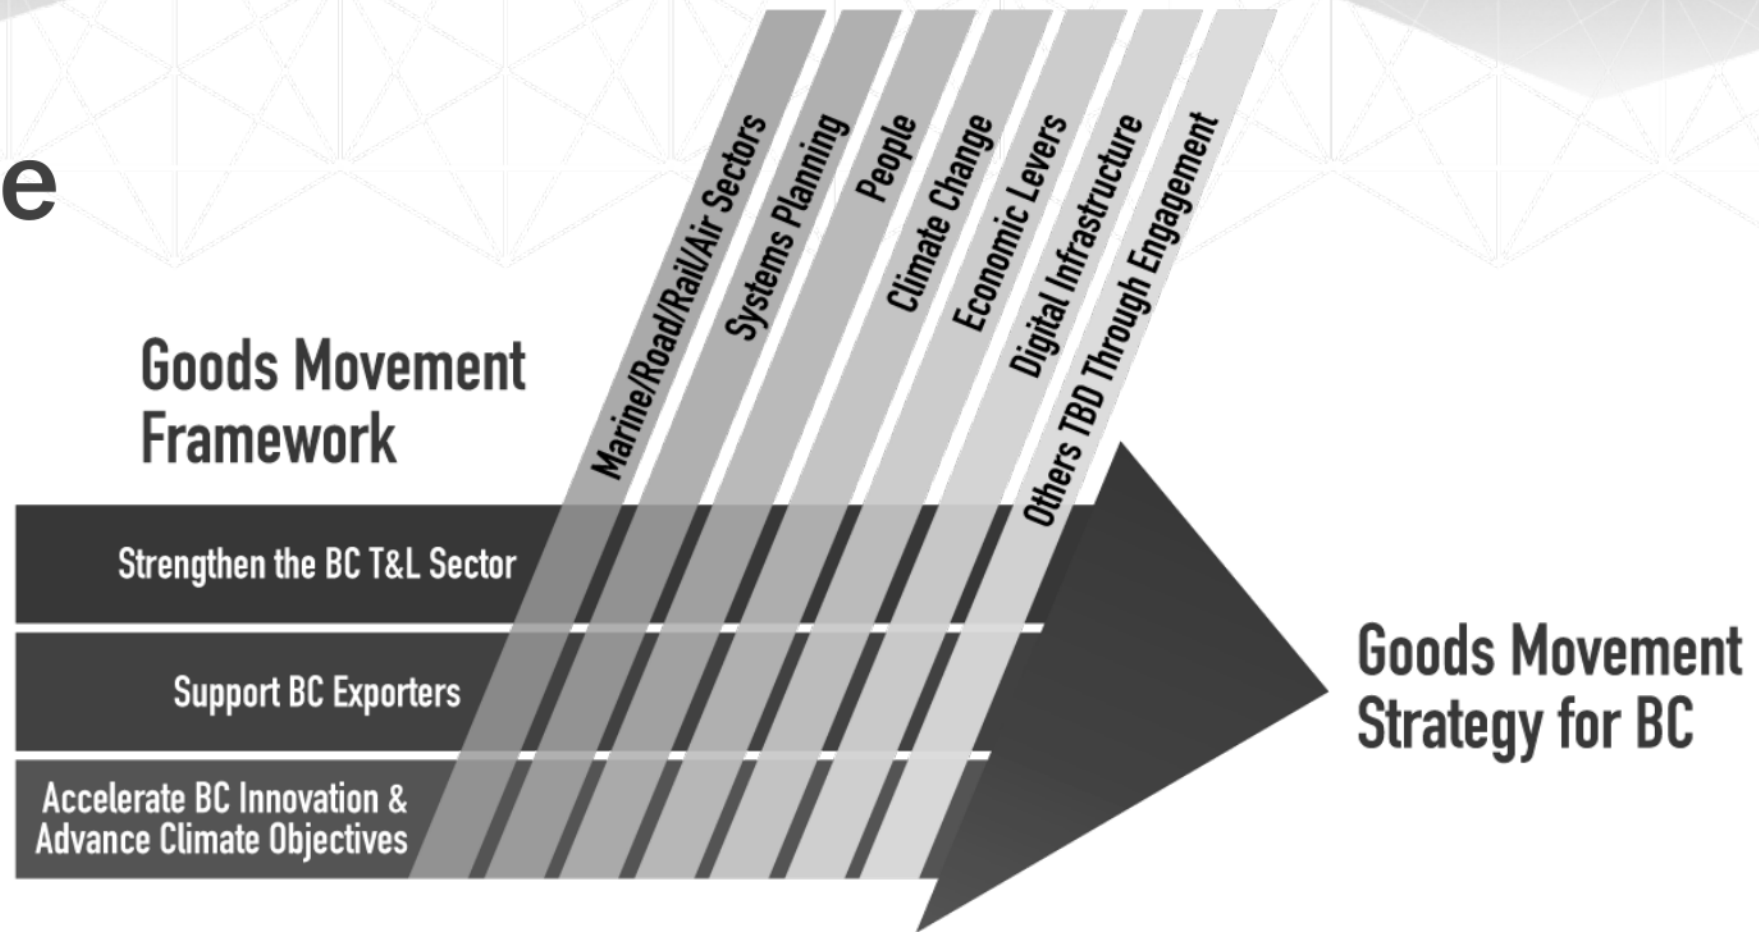 e
Marine/Road/Rail/Air Sectors
Systems Planning
People
Climate Change
Economic Levers
Digital Infrastructure
Others TBD Through Engagement
Goods Movement
Framework
Strengthen the BC T&L Sector
Support BC Exporters
Accelerate BC Innovation &
Advance Climate Objectives
Goods Movement
Strategy for BC